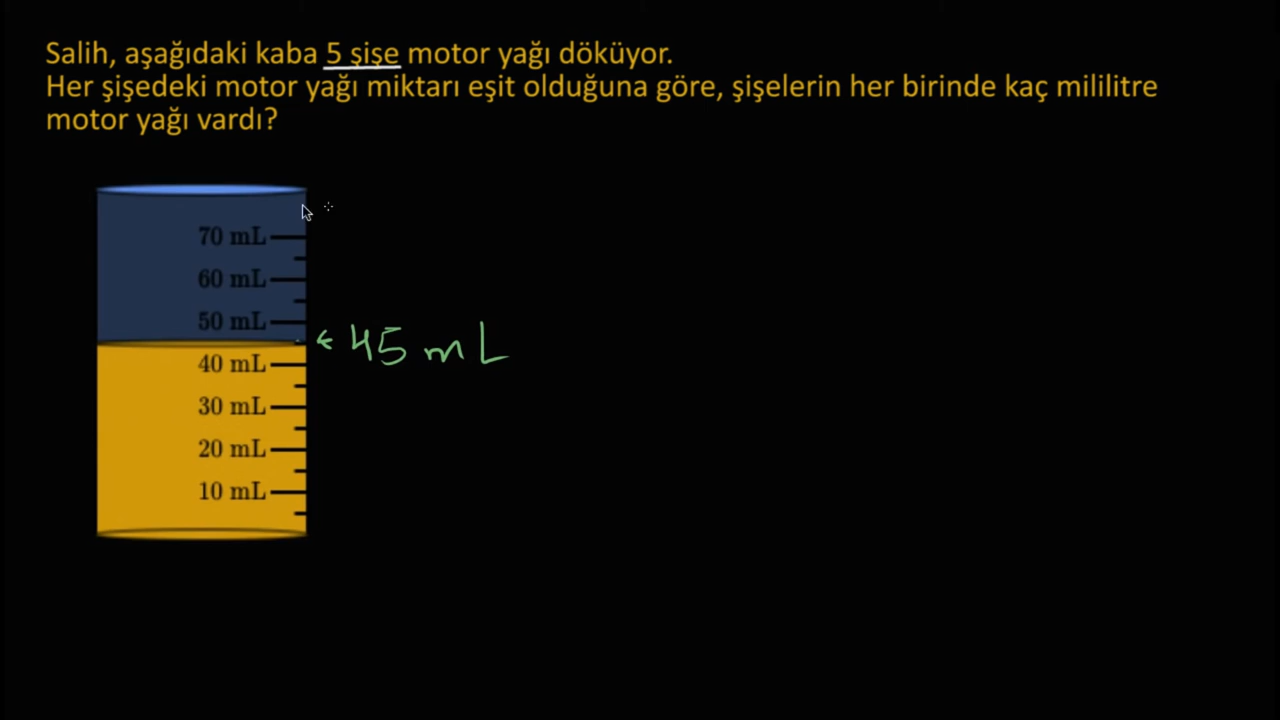 Salih, aşağıdaki kaba 5 şişe motor yağı döküyor.
Her şişedeki motor yağı miktarı eşit olduğuna göre, şişelerin her birinde kaç mililitre
motor yağı vardı?
70 mL
60 mL
50 mL
45 mL
40 mL
30 mL
20 mL
10 mL